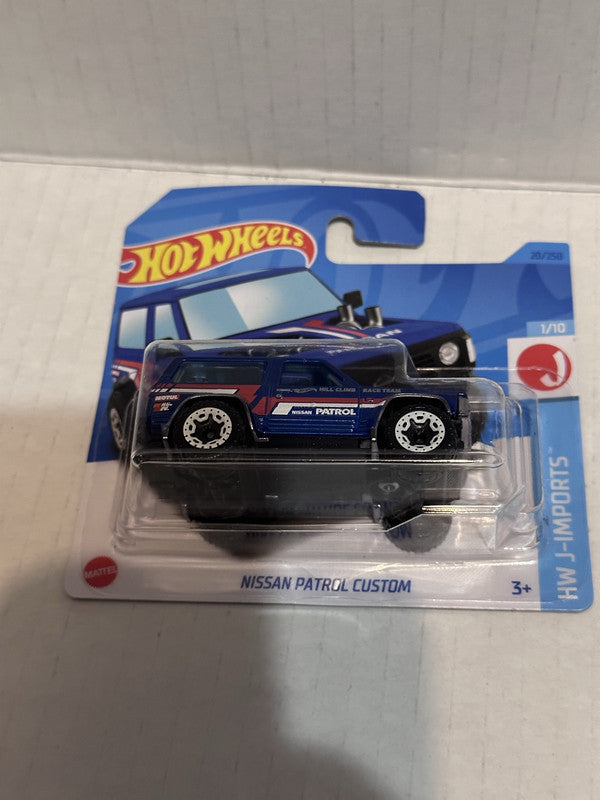 HOT WHEELS
20/250
1/10
J
HILL CLIMB RACE TEAM
MOTUL
NISSAN PATROL
HW J-IMPORTS™
MATTEL
NISSAN PATROL CUSTOM
3+